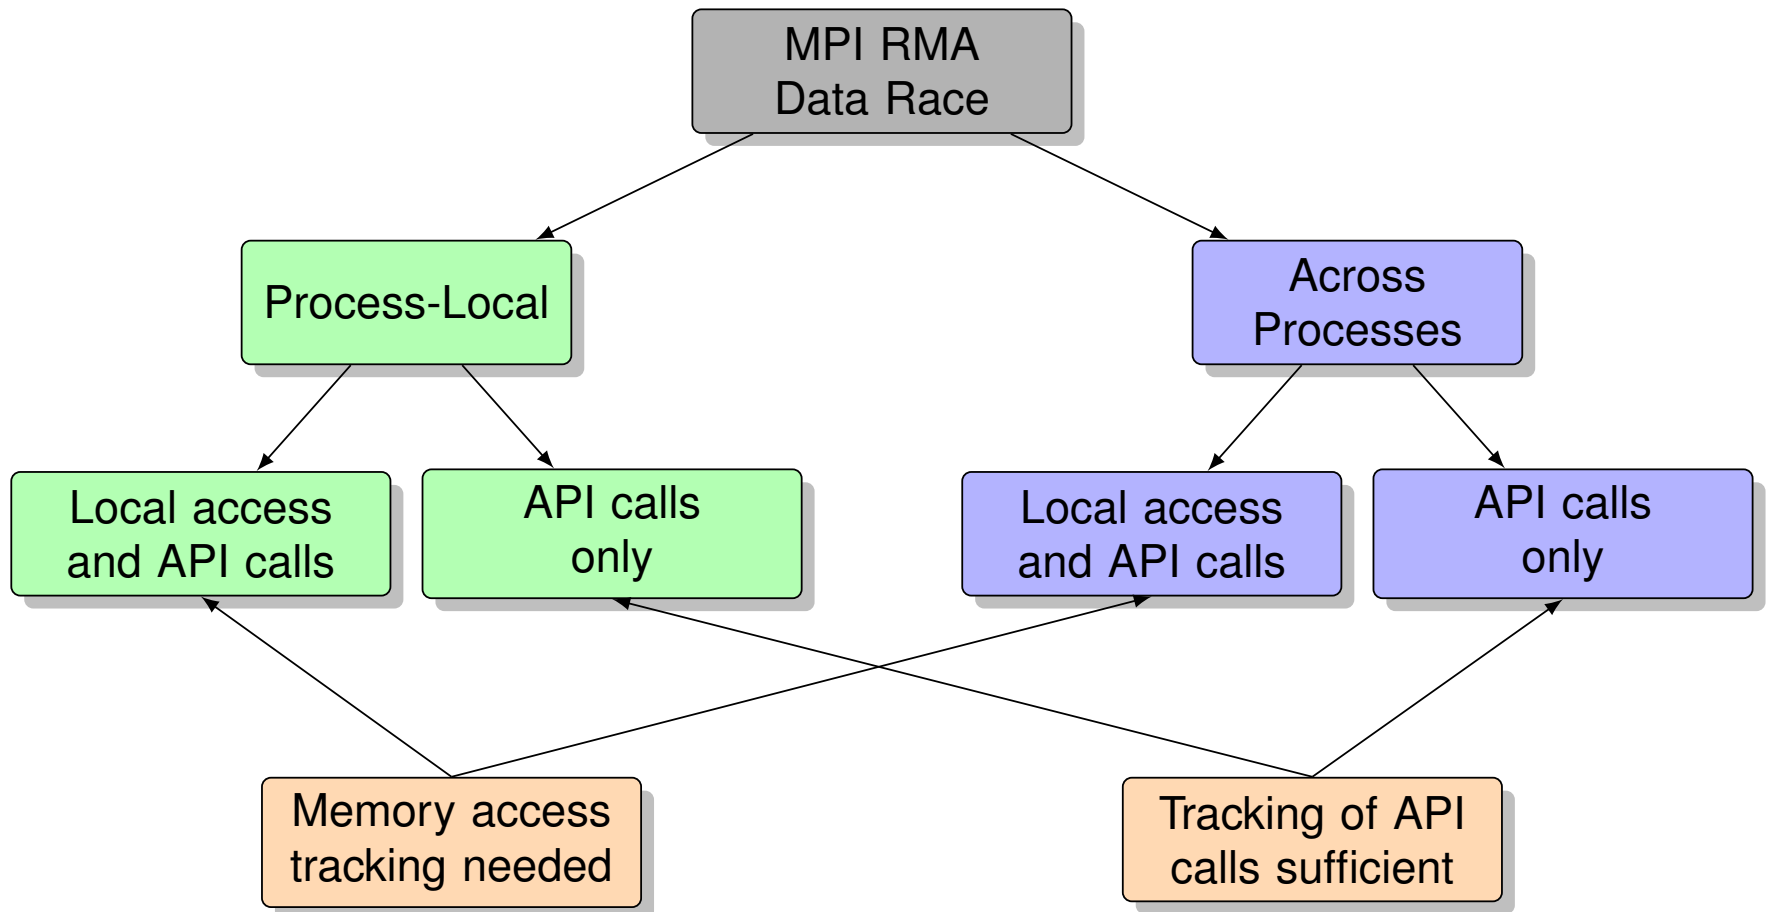 MPI RMA
Data Race
Process-Local
Across
Processes
Local access
and API calls
API calls
only
Local access
and API calls
API calls
only
Memory access
tracking needed
Tracking of API
calls sufficient